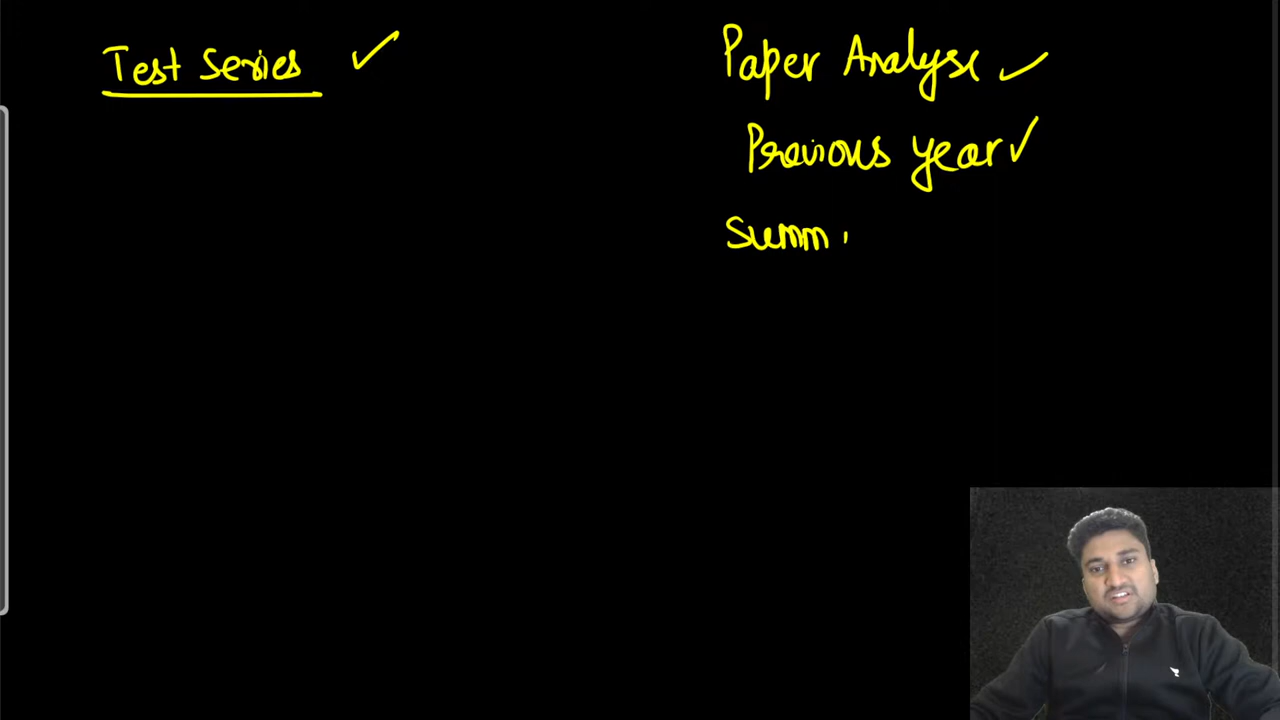 Test Series ✓
Paper Analyse ✓
Previous year ✓
Summ